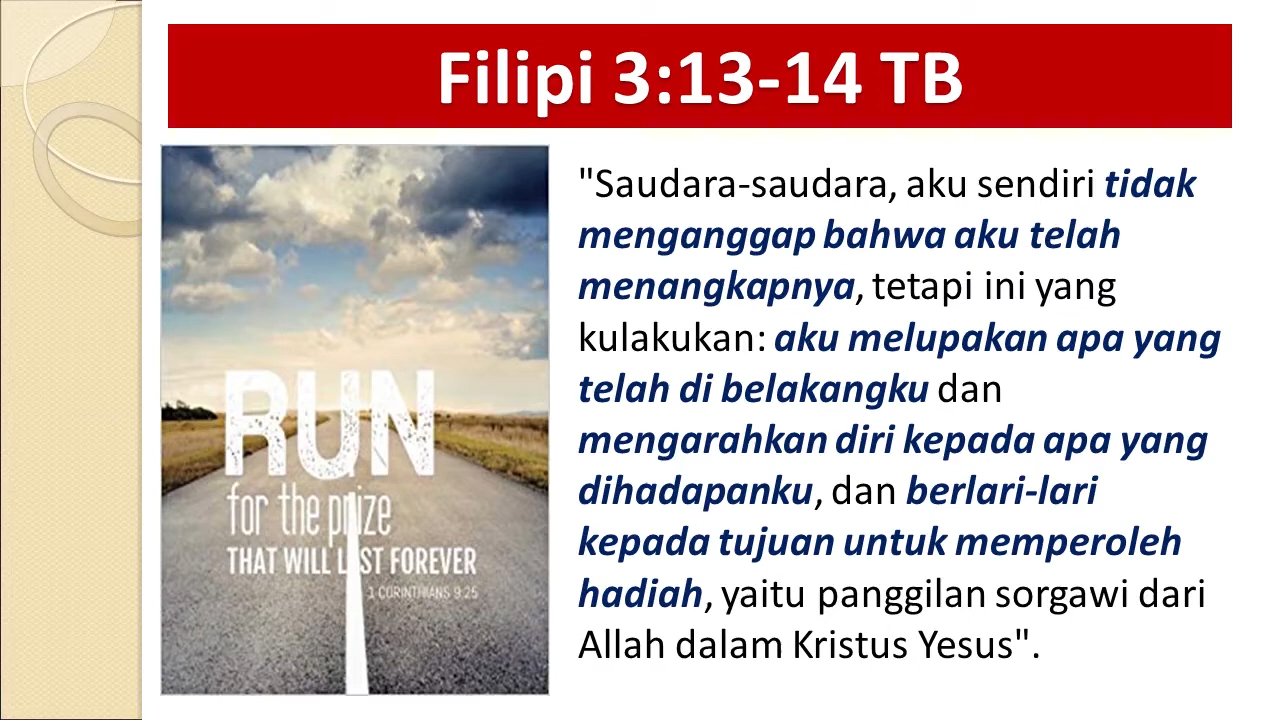 Filipi 3:13-14 TB
RUN
for the prize
THAT WILL LAST FOREVER
1 CORINTHIANS 9:25
"Saudara-saudara, aku sendiri tidak
menganggap bahwa aku telah
menangkapnya, tetapi ini yang
kulakukan: aku melupakan apa yang
telah di belakangku dan
mengarahkan diri kepada apa yang
dihadapanku, dan berlari-lari
kepada tujuan untuk memperoleh
hadiah, yaitu panggilan sorgawi dari
Allah dalam Kristus Yesus".